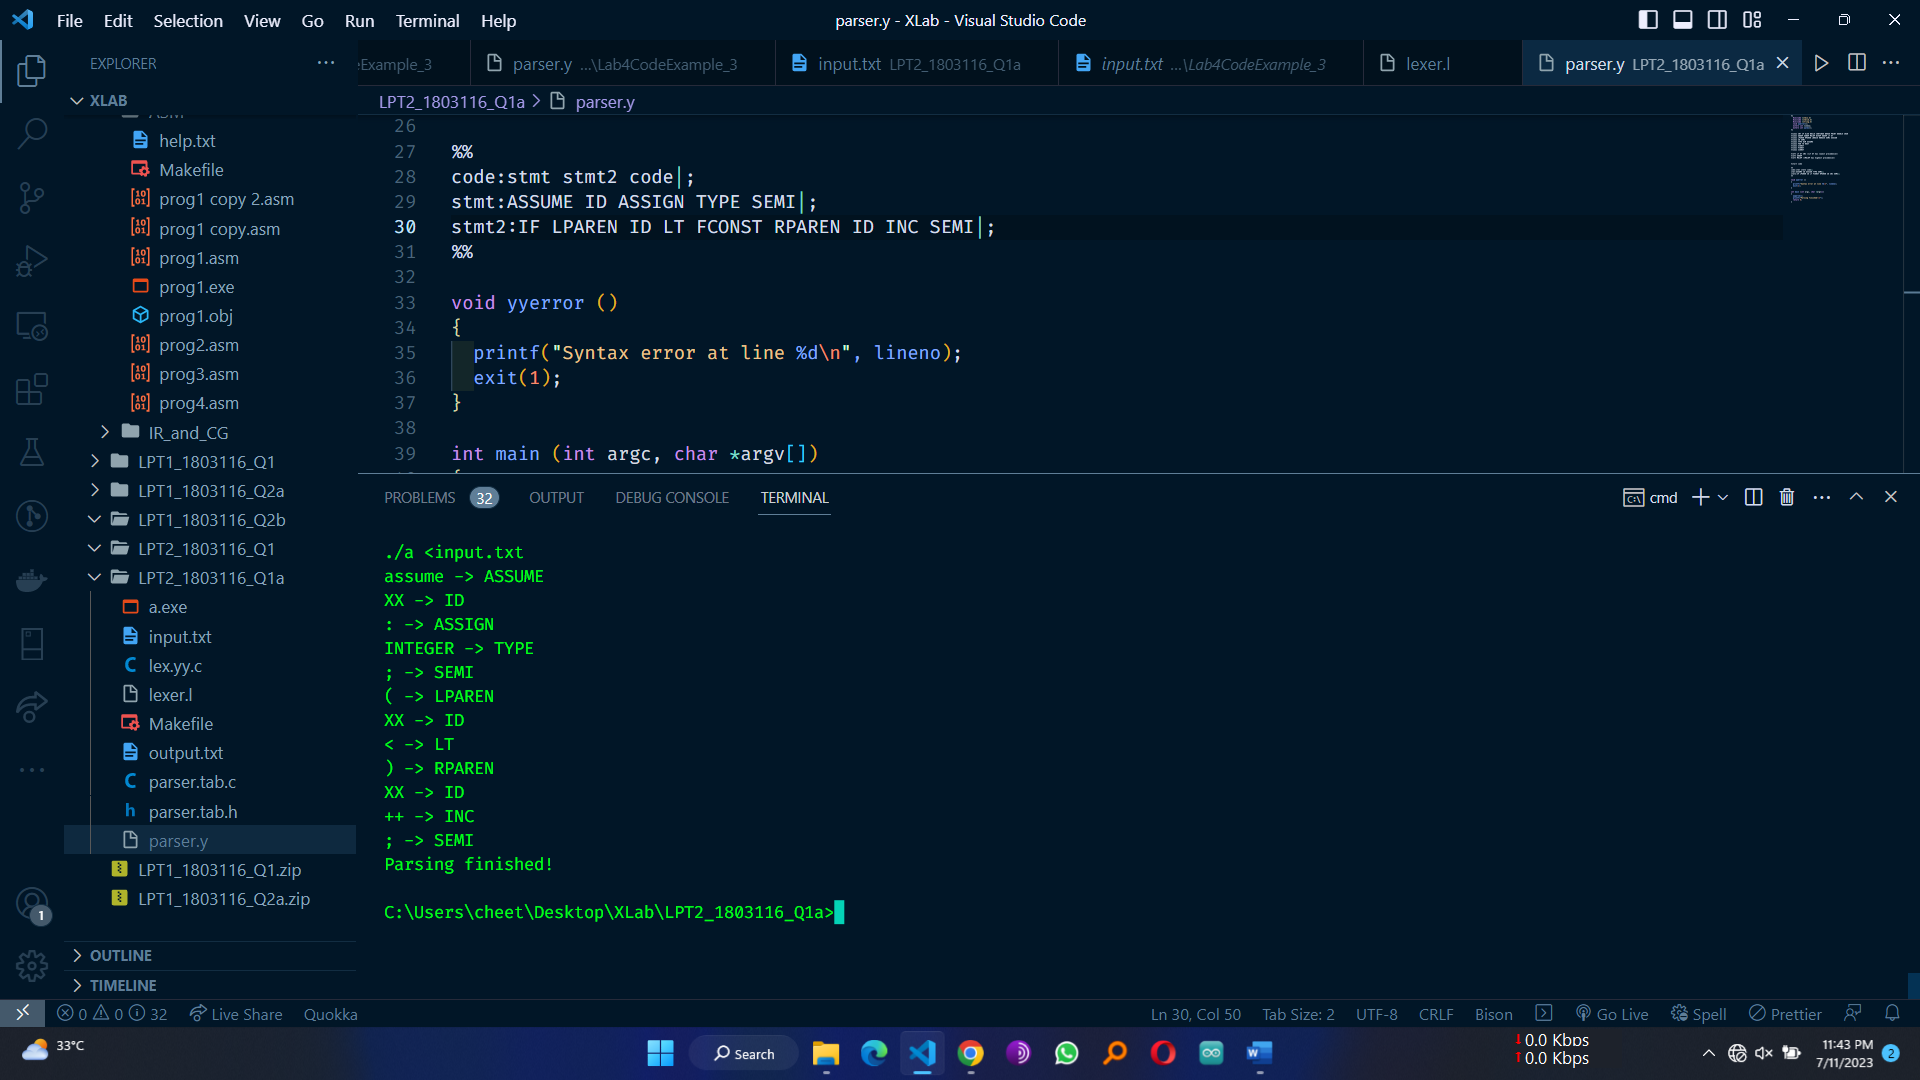 File Edit Selection View Go Run Terminal Help
parser.y - XLab - Visual Studio Code
EXPLORER
Example_3
parser.y ...\Lab4CodeExample_3
input.txt LPT2_1803116_Q1a
input.txt ...\Lab4CodeExample_3
lexer.l
parser.y LPT2_1803116_Q1a
XLAB
ASM
help.txt
Makefile
prog1 copy 2.asm
prog1 copy.asm
prog1.asm
prog1.exe
prog1.obj
prog2.asm
prog3.asm
prog4.asm
IR_and_CG
LPT1_1803116_Q1
LPT1_1803116_Q2a
LPT1_1803116_Q2b
LPT2_1803116_Q1
LPT2_1803116_Q1a
a.exe
input.txt
lex.yy.c
lexer.l
Makefile
output.txt
parser.tab.c
parser.tab.h
parser.y
LPT1_1803116_Q1.zip
LPT1_1803116_Q2a.zip
OUTLINE
TIMELINE
1
LPT2_1803116_Q1a > parser.y
26
27 %%
28 code:stmt stmt2 code|;
29 stmt:ASSUME ID ASSIGN TYPE SEMI|;
30 stmt2:IF LPAREN ID LT FCONST RPAREN ID INC SEMI|;
31 %%
32
33 void yyerror ()
34 {
35 printf("Syntax error at line %d\n", lineno);
36 exit(1);
37 }
38
39 int main (int argc, char *argv[])
PROBLEMS 32 OUTPUT DEBUG CONSOLE TERMINAL
cmd
./a <input.txt
assume -> ASSUME
XX -> ID
: -> ASSIGN
INTEGER -> TYPE
; -> SEMI
( -> LPAREN
XX -> ID
< -> LT
) -> RPAREN
XX -> ID
++ -> INC
; -> SEMI
Parsing finished!
C:\Users\cheet\Desktop\XLab\LPT2_1803116_Q1a>
0 0 32 Live Share Quokka
Ln 30, Col 50 Tab Size: 2 UTF-8 CRLF Bison Go Live Spell Prettier
33°C
Search
0.0 Kbps
0.0 Kbps
11:43 PM
7/11/2023
2